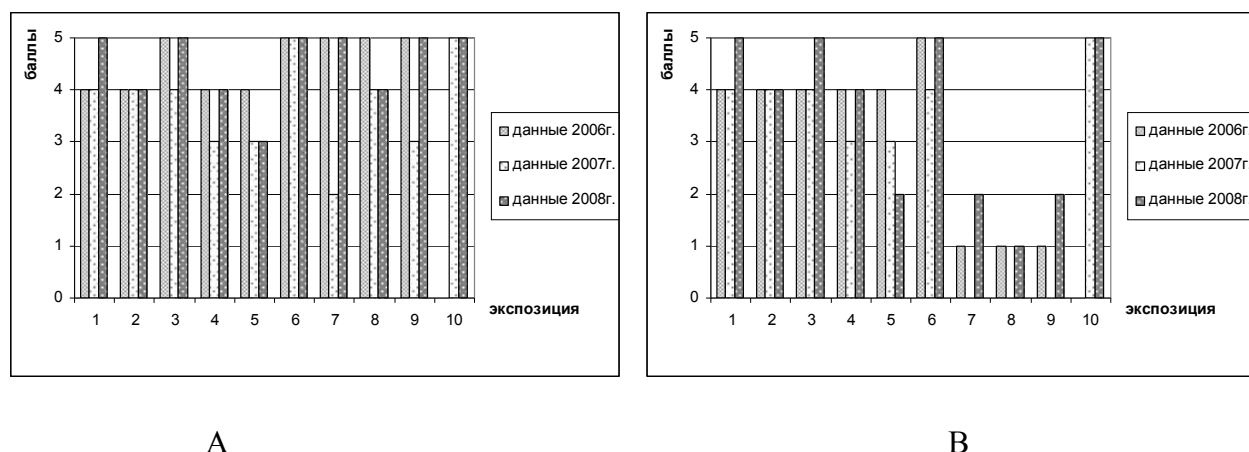 баллы
5
4
3
2
1
0
1 2 3 4 5 6 7 8 9 10
экспозиция
данные 2006г.
данные 2007г.
данные 2008г.
А
баллы
5
4
3
2
1
0
1 2 3 4 5 6 7 8 9 10
экспозиция
данные 2006г.
данные 2007г.
данные 2008г.
В